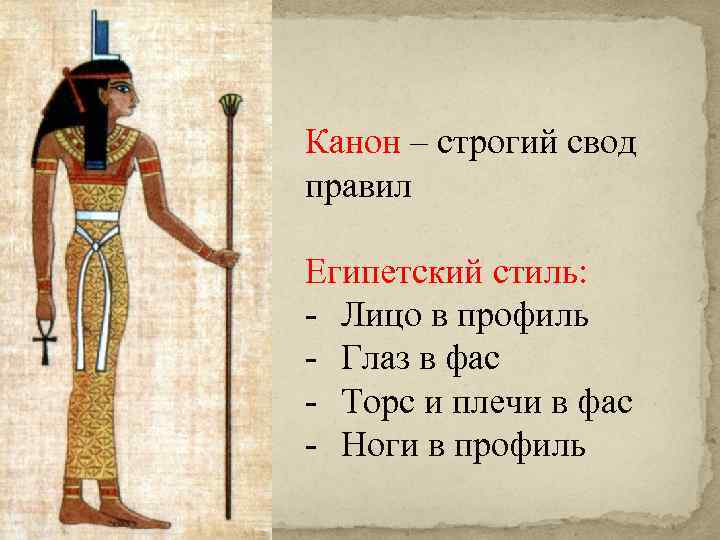 Канон – строгий свод
правил
Египетский стиль:
- Лицо в профиль
- Глаз в фас
- Торс и плечи в фас
- Ноги в профиль